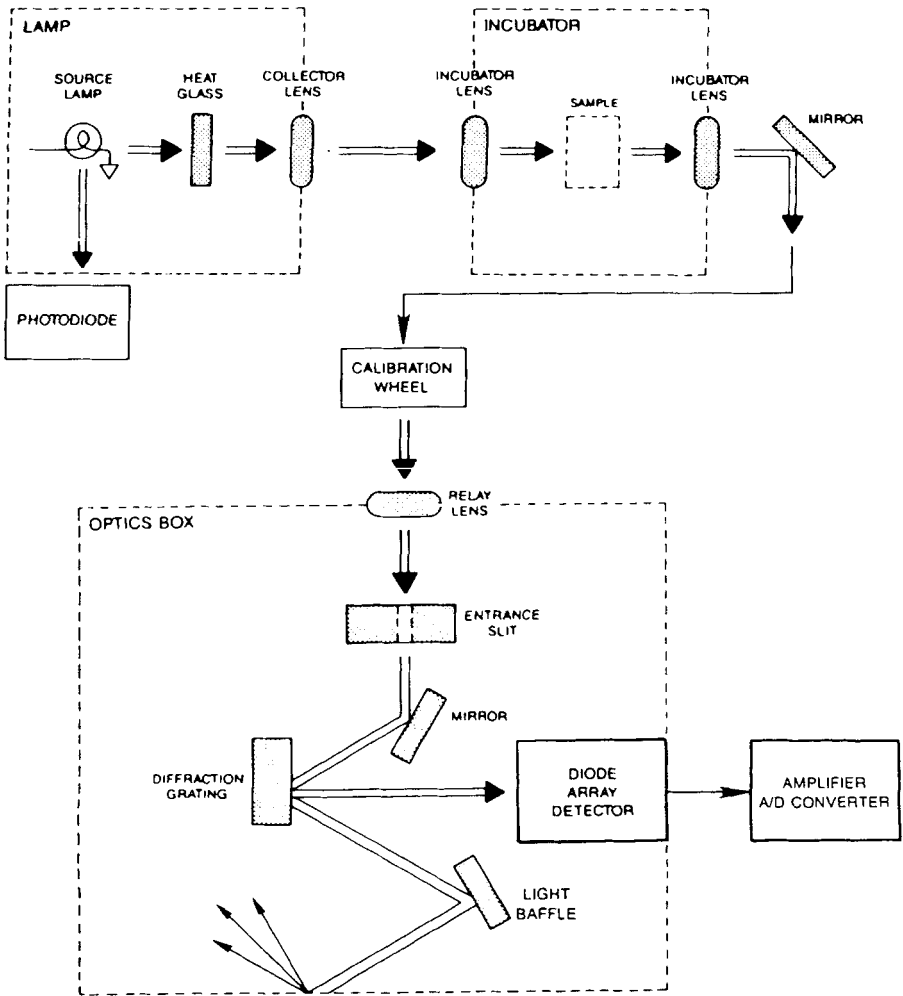 LAMP
SOURCE
LAMP
HEAT
GLASS
COLLECTOR
LENS
INCUBATOR
INCUBATOR
LENS
SAMPLE
INCUBATOR
LENS
MIRROR
PHOTODIODE
CALIBRATION
WHEEL
RELAY
LENS
OPTICS BOX
ENTRANCE
SLIT
MIRROR
DIFFRACTION
GRATING
DIODE
ARRAY
DETECTOR
AMPLIFIER
A/D CONVERTER
LIGHT
BAFFLE